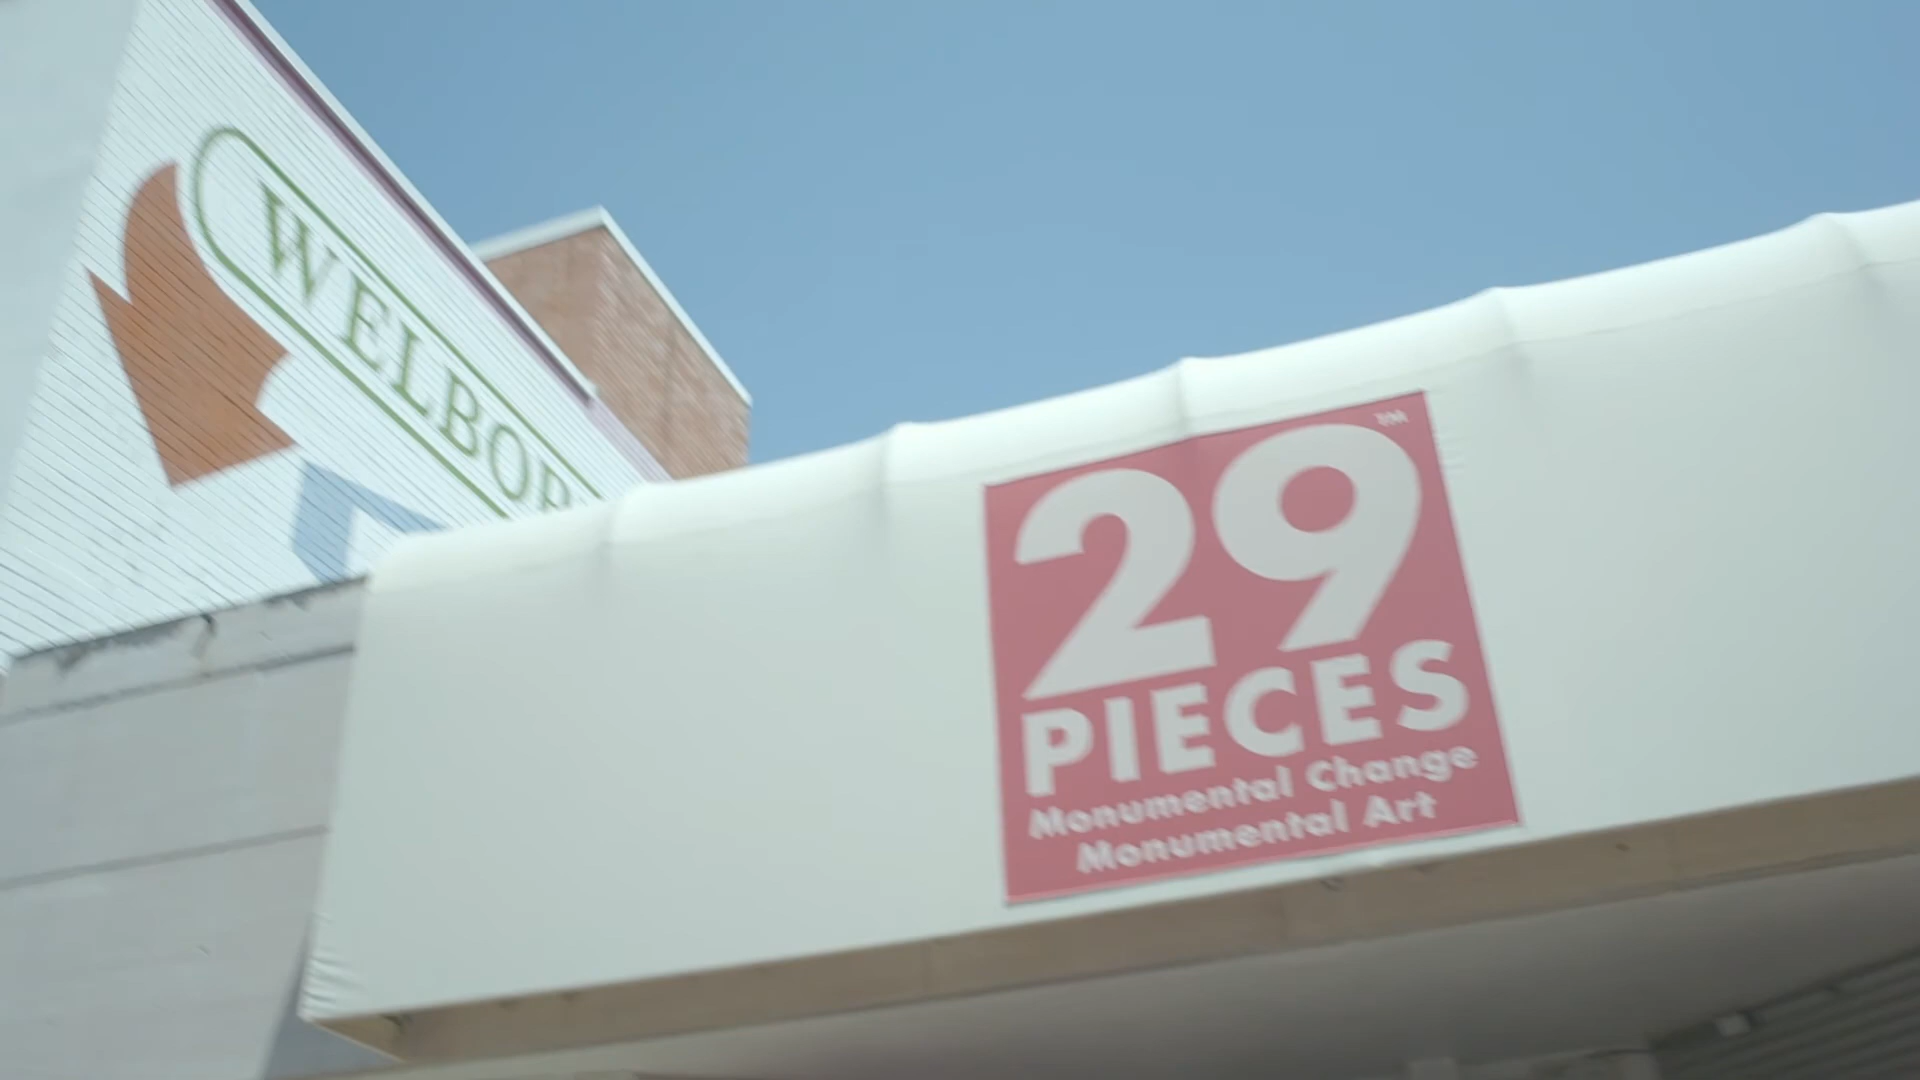 WELBOR
29
™
PIECES
Monumental Change
Monumental Art